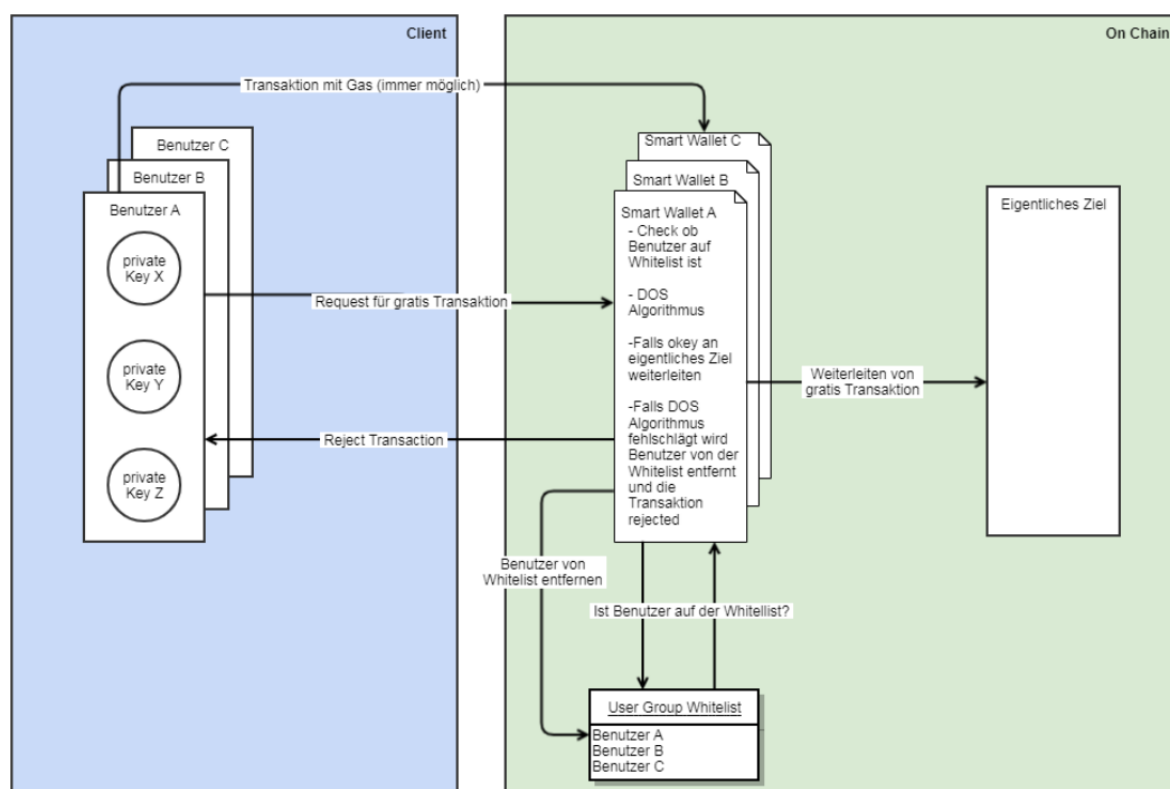 Client
On Chain
Transaktion mit Gas (immer möglich)
Benutzer C
Benutzer B
Benutzer A
private
Key X
private
Key Y
private
Key Z
Smart Wallet C
Smart Wallet B
Smart Wallet A
- Check ob
Benutzer auf
Whitelist ist
- DOS
Algorithmus
-Falls okey an
eigentliches Ziel
weiterleiten
-Falls DOS
Algorithmus
fehlschlägt wird
Benutzer von der
Whitelist entfernt
und die
Transaktion
rejected
Eigentliches Ziel
Request für gratis Transaktion
Weiterleiten von
gratis Transaktion
Reject Transaction
Benutzer von
Whitelist entfernen
Ist Benutzer auf der Whitellist?
User Group Whitelist
Benutzer A
Benutzer B
Benutzer C